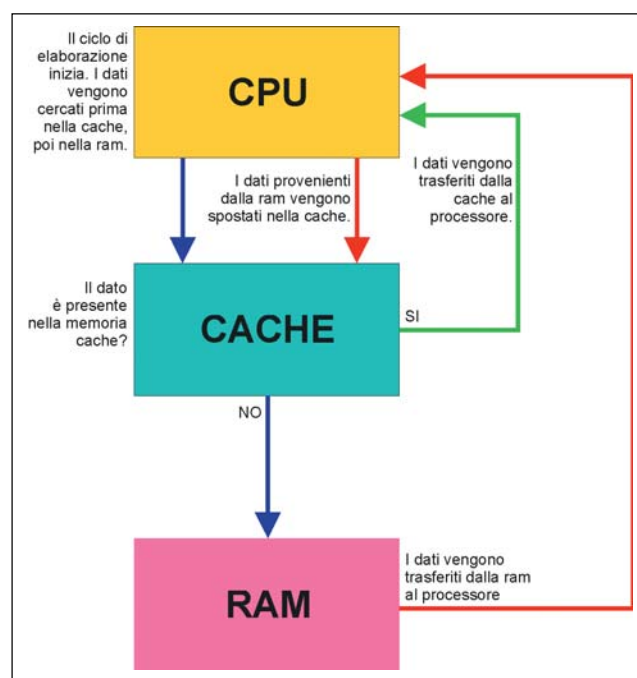 Il ciclo di
elaborazione
inizia. I dati
vengono
cercati prima
nella cache,
poi nella ram.
CPU
I dati provenienti
dalla ram vengono
spostati nella cache.
I dati vengono
trasferiti dalla
cache al
processore.
Il dato
è presente
nella memoria
cache?
CACHE
SI
NO
RAM
I dati vengono
trasferiti dalla ram
al processore